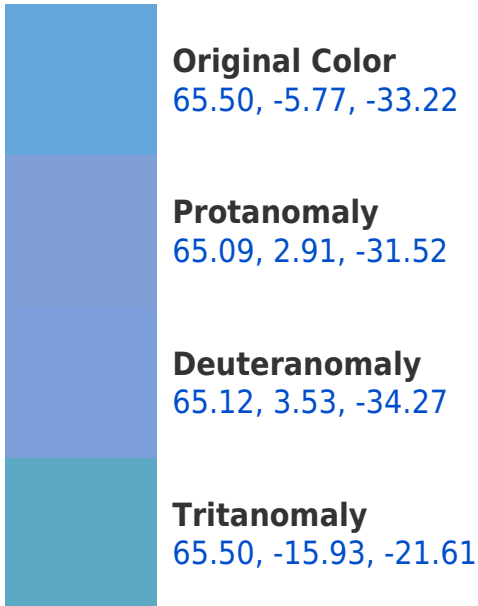 Original Color
65.50, -5.77, -33.22
Protanomaly
65.09, 2.91, -31.52
Deuteranomaly
65.12, 3.53, -34.27
Tritanomaly
65.50, -15.93, -21.61